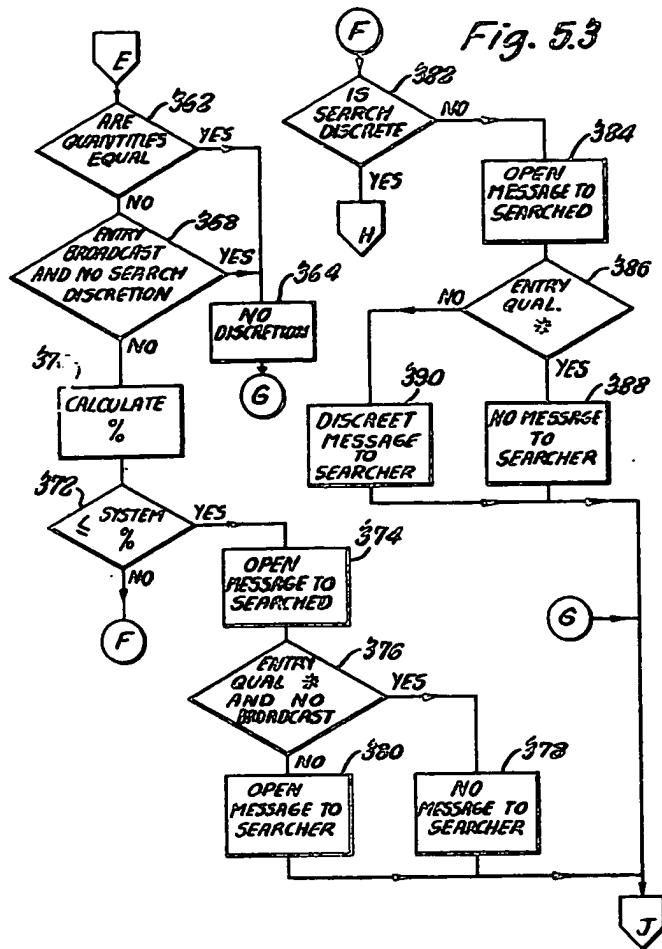 Fig. 5.3
E
362
ARE
QUANTITIES
EQUAL
YES
NO
368
ENTRY
BROADCAST
AND NO SEARCH
DISCRETION
YES
NO
364
NO
DISCRETION
G
37
CALCULATE
%
372
≤ SYSTEM
%
YES
NO
F
374
OPEN
MESSAGE TO
SEARCHED
376
ENTRY
QUAL *
AND NO
BROADCAST
YES
NO
380
OPEN
MESSAGE TO
SEARCHER
378
NO
MESSAGE TO
SEARCHER
F
382
IS
SEARCH
DISCRETE
NO
YES
H
384
OPEN
MESSAGE TO
SEARCHED
386
ENTRY
QUAL.
*
NO
YES
390
DISCREET
MESSAGE
TO
SEARCHER
388
NO MESSAGE
TO
SEARCHER
G
J